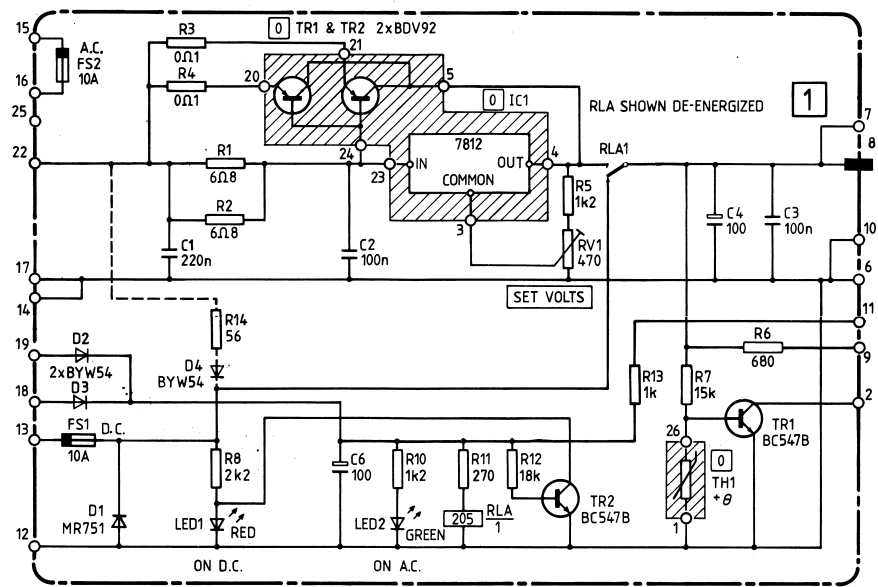 15
A.C.
FS2
10A
16
25
22
R3
0Ω1
R4
0Ω1
0 TR1 & TR2 2xBDV92
21
20
5
0 IC1
RLA SHOWN DE-ENERGIZED
1
7
8
R1
6Ω8
R2
6Ω8
24
23
IN
7812
OUT
COMMON
4
3
RLA1
R5
1k2
RV1
470
SET VOLTS
C1
220n
C2
100n
C4
100
C3
100n
10
6
17
14
11
9
2
19
D2
2xBYW54
18
D3
13
FS1
D.C.
10A
R14
56
D4
BYW54
R8
2k2
D1
MR751
LED1
RED
12
ON D.C.
C6
100
R10
1k2
LED2
GREEN
ON A.C.
R11
270
205
RLA
1
R12
18k
TR2
BC547B
R13
1k
R7
15k
R6
680
26
TR1
BC547B
0
TH1
+θ
1